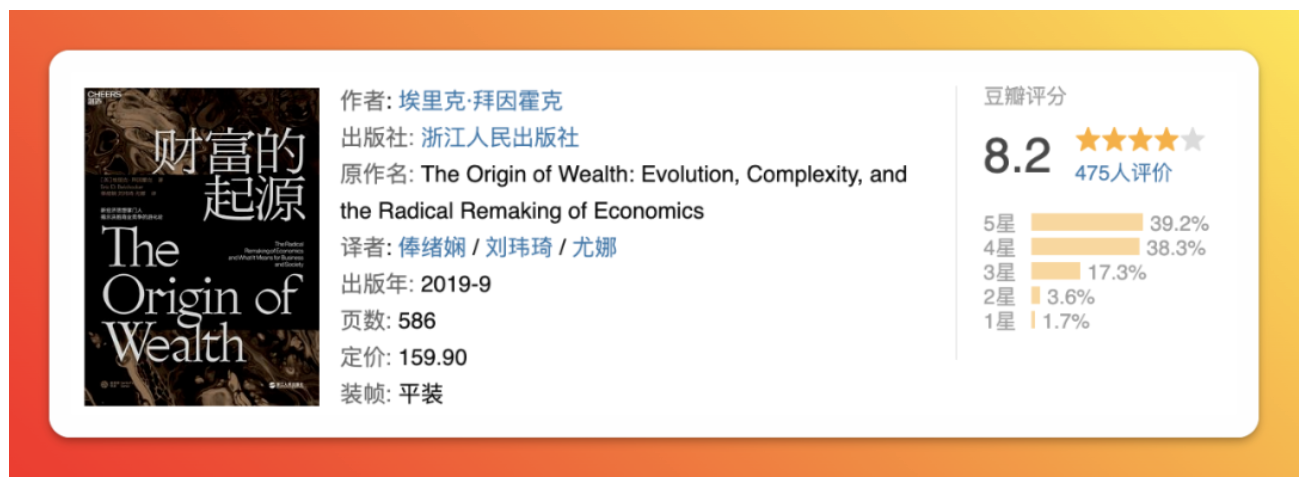 CHEERS
湛庐
财富的
起源
The
Origin of
Wealth
The Radical
Remaking of Economics
and What It Means for Business
and Society
作者: 埃里克·拜因霍克
出版社: 浙江人民出版社
原作名: The Origin of Wealth: Evolution, Complexity, and
the Radical Remaking of Economics
译者: 俸绪娴 / 刘玮琦 / 尤娜
出版年: 2019-9
页数: 586
定价: 159.90
装帧: 平装
豆瓣评分
8.2
475人评价
5星 39.2%
4星 38.3%
3星 17.3%
2星 3.6%
1星 1.7%